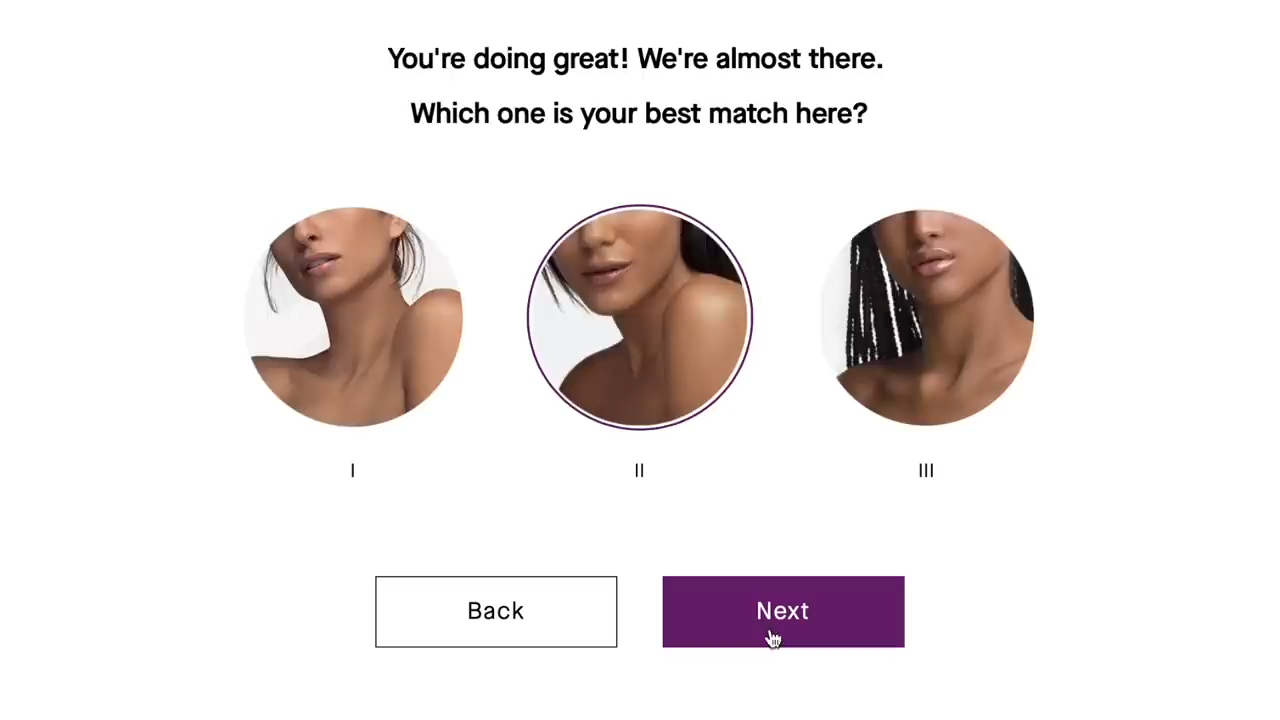 You're doing great! We're almost there.
Which one is your best match here?
I
II
III
Back
Next